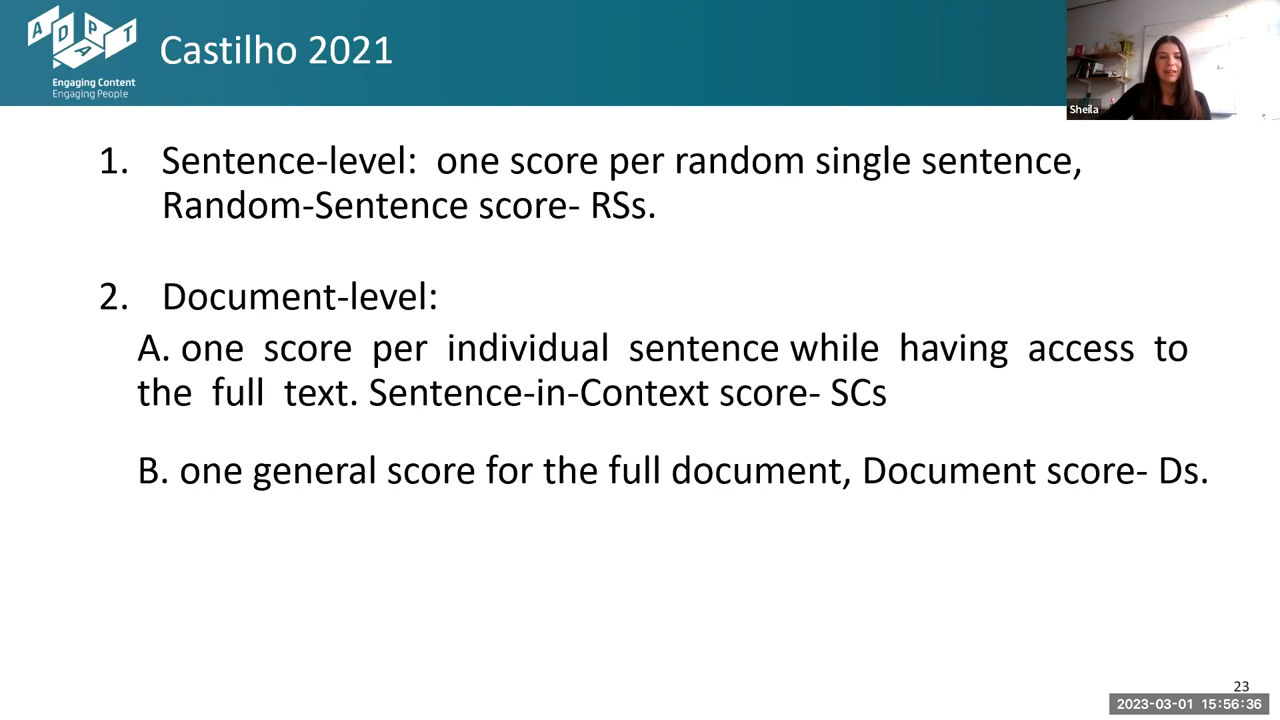 ADAPT
Engaging Content
Engaging People
Castilho 2021
Sheila
1. Sentence-level: one score per random single sentence,
Random-Sentence score- RSs.
2. Document-level:
A. one score per individual sentence while having access to
the full text. Sentence-in-Context score- SCs
B. one general score for the full document, Document score- Ds.
23
2023-03-01 15:56:36